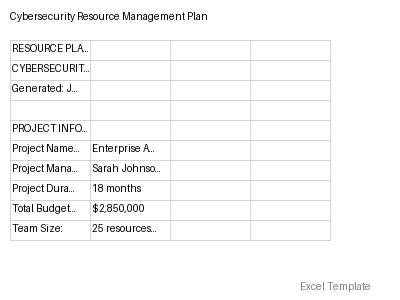 Cybersecurity Resource Management Plan
RESOURCE PLA...
CYBERSECURIT...
Generated: J...
PROJECT INFO...
Project Name... Enterprise A...
Project Mana... Sarah Johnso...
Project Dura... 18 months
Total Budget... $2,850,000
Team Size: 25 resources...
Excel Template